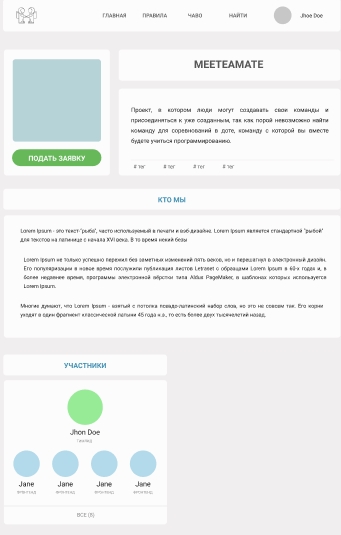 ГЛАВНАЯ ПРАВИЛА ЧАВО НАЙТИ Jhoe Doe
MEETEAMATE
Проект, в котором люди могут создавать свои команды и
присоединяться к уже созданным, так как порой невозможно найти
команду для соревнований в доте, команду с которой вы вместе
будете учиться программированию.
ПОДАТЬ ЗАЯВКУ
# тег # тег # тег # тег
КТО МЫ
Lorem Ipsum - это текст-"рыба", часто используемый в печати и вэб-дизайне. Lorem Ipsum является стандартной "рыбой"
для текстов на латинице с начала XVI века. В то время некий безы
Lorem Ipsum не только успешно пережил без заметных изменений пять веков, но и перешагнул в электронный дизайн.
Его популяризации в новое время послужили публикация листов Letraset с образцами Lorem Ipsum в 60-х годах и, в
более недавнее время, программы электронной вёрстки типа Aldus PageMaker, в шаблонах которых используется
Lorem Ipsum.
Многие думают, что Lorem Ipsum - взятый с потолка псевдо-латинский набор слов, но это не совсем так. Его корни
уходят в один фрагмент классической латыни 45 года н.э., то есть более двух тысячелетий назад.
УЧАСТНИКИ
Jhon Doe
Jane Jane Jane Jane
ВСЕ (5)